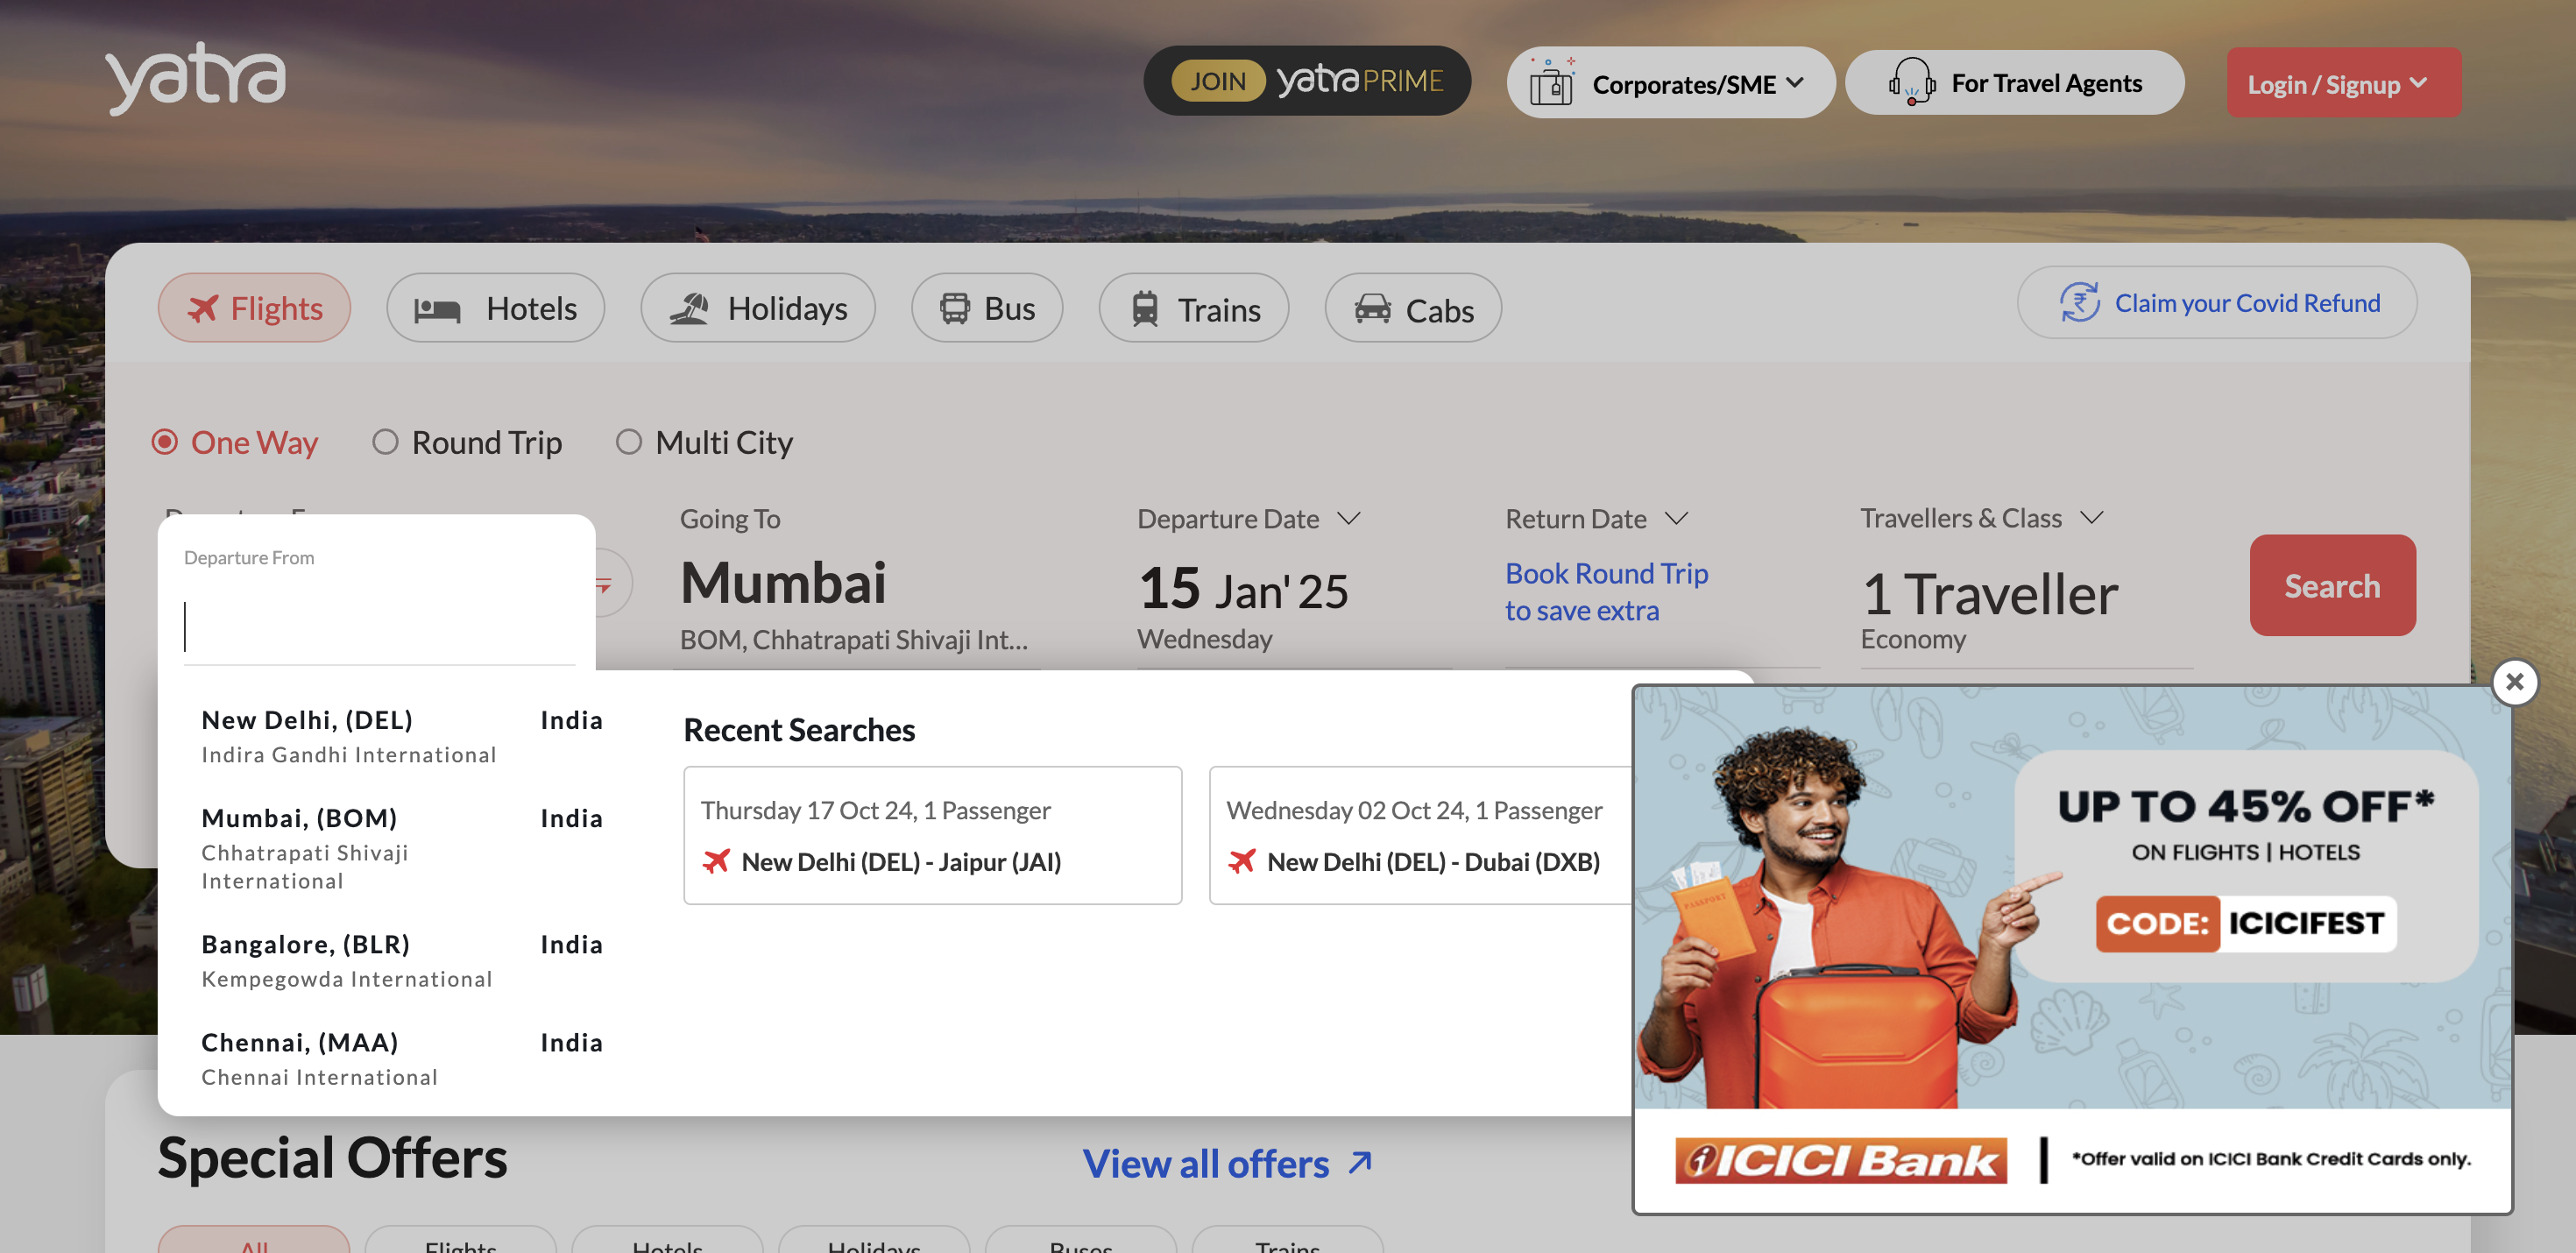 yatra
JOIN yatra PRIME
Corporates/SME
For Travel Agents
Login / Signup
Flights
Hotels
Holidays
Bus
Trains
Cabs
Claim your Covid Refund
One Way
Round Trip
Multi City
Departure From
Going To
Mumbai
BOM, Chhatrapati Shivaji Int...
Departure Date
15 Jan' 25
Wednesday
Return Date
Book Round Trip
to save extra
Travellers & Class
1 Traveller
Economy
Search
New Delhi, (DEL) India
Indira Gandhi International
Mumbai, (BOM) India
Chhatrapati Shivaji
International
Bangalore, (BLR) India
Kempegowda International
Chennai, (MAA) India
Chennai International
Recent Searches
Thursday 17 Oct 24, 1 Passenger
New Delhi (DEL) - Jaipur (JAI)
Wednesday 02 Oct 24, 1 Passenger
New Delhi (DEL) - Dubai (DXB)
PASSPORT
UP TO 45% OFF*
ON FLIGHTS | HOTELS
CODE: ICICIFEST
ICICI Bank
*Offer valid on ICICI Bank Credit Cards only.
Special Offers
View all offers
All
Flights
Hotels
Holidays
Buses
Trains